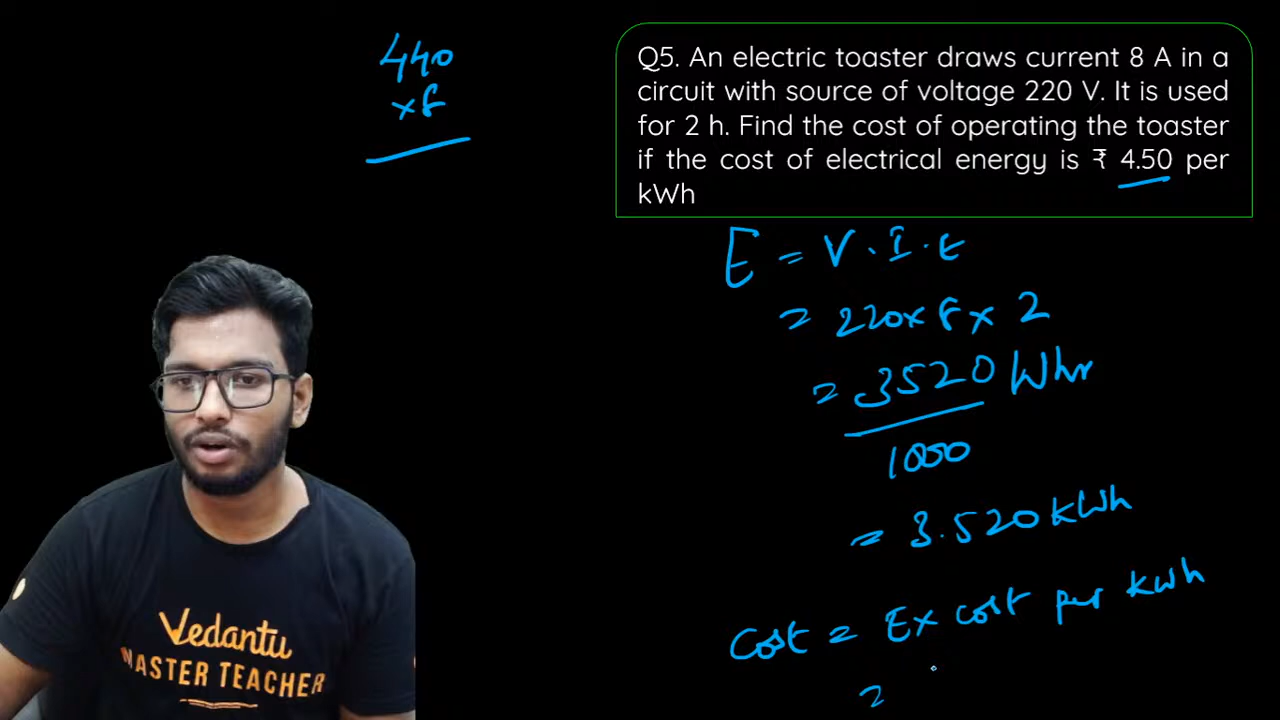 440
×8
Q5. An electric toaster draws current 8 A in a
circuit with source of voltage 220 V. It is used
for 2 h. Find the cost of operating the toaster
if the cost of electrical energy is ₹ 4.50 per
kWh
E = V . I . t
= 220 × 8 × 2
= 3520 Whr
1000
= 3.520 kWh
Cost = E × cost per kwh
=
Vedantu
MASTER TEACHER